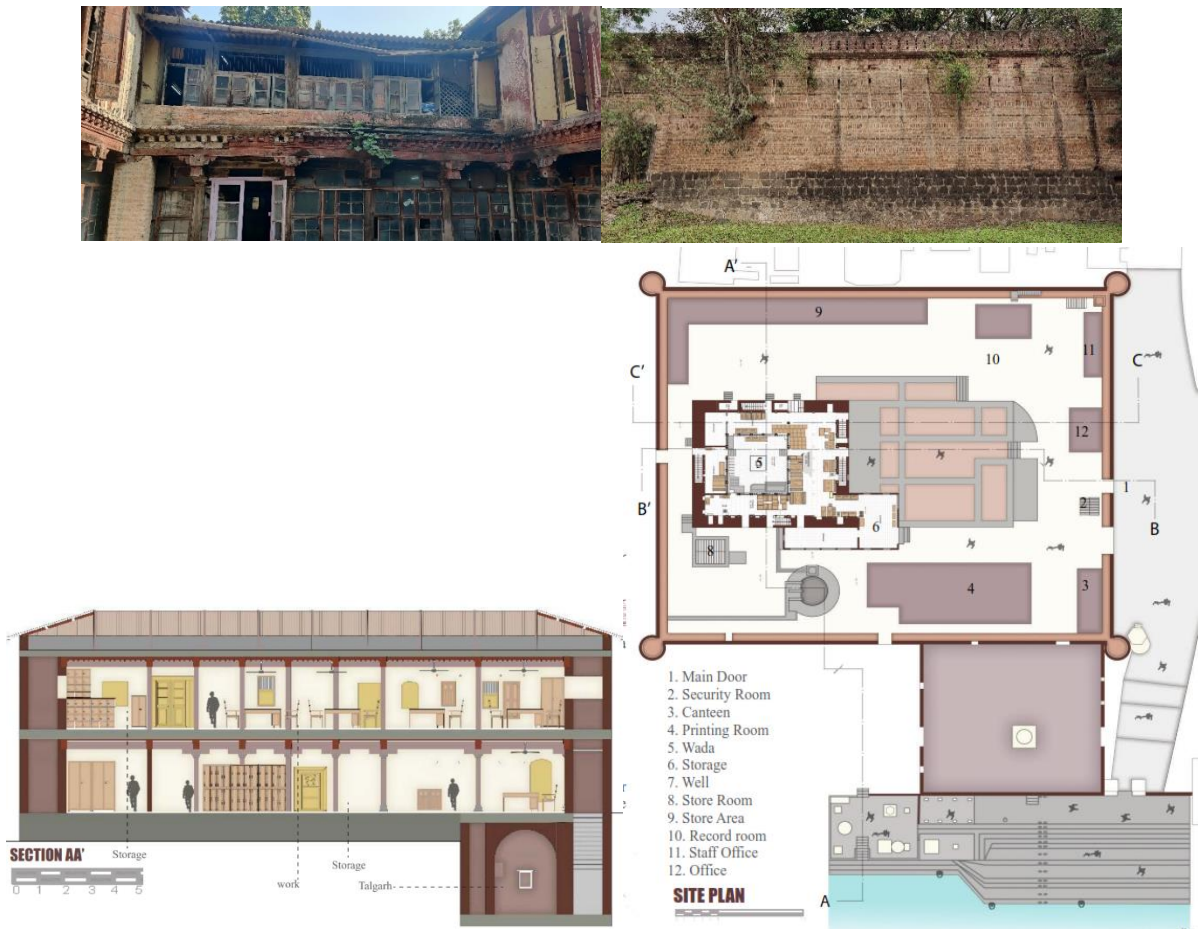 A'
9
10
11
C'
C
12
5
B'
1
2
B
6
8
4
3
1. Main Door
2. Security Room
3. Canteen
4. Printing Room
5. Wada
6. Storage
7. Well
8. Store Room
9. Store Area
10. Record room
11. Staff Office
12. Office
SITE PLAN
A
SECTION AA'
0 1 2 3 4 5
Storage
work
Storage
Talgarh